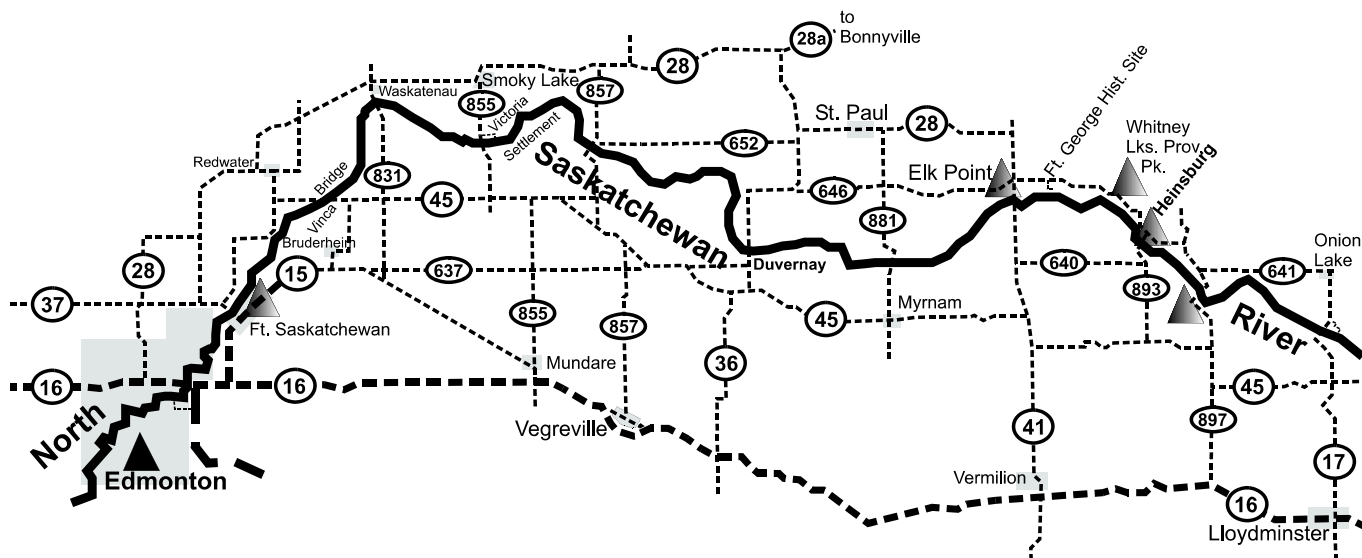 to
Bonnyville
28a
28
Smoky Lake
857
Waskatenau
855
Victoria
Settlement
St. Paul
28
Ft. George Hist. Site
Whitney
Lks. Prov.
Pk.
652
Redwater
831
Vinca Bridge
45
Saskatchewan
646
Elk Point
881
Heinsburg
Bruderheim
28
15
637
Duvernay
640
893
641
Onion
Lake
37
Ft. Saskatchewan
855
857
45
Myrnam
River
16
16
Mundare
36
45
North
Vegreville
41
897
Edmonton
Vermilion
17
16
Lloydminster